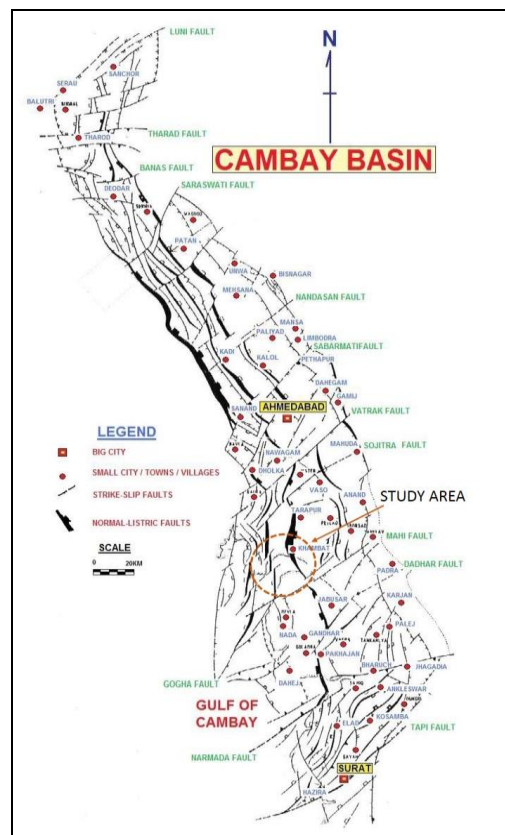 LUNI FAULT
SANCHOR
SERAU
BALUTRI
THAROD
THARAD FAULT
N
CAMBAY BASIN
BANAS FAULT
DEODAR
SARASWATI FAULT
PATAN
UNWA
BISNAGAR
MEHSANA
NANDASAN FAULT
MANSA
PALIYAD
LIMBODRA
SABARMATIFAULT
KADI
KALOL
PETHAPUR
DAHEGAM
GAMIJ
SANAND
AHMEDABAD
VATRAK FAULT
LEGEND
BIG CITY
SMALL CITY / TOWNS / VILLAGES
STRIKE-SLIP FAULTS
NORMAL-LISTRIC FAULTS
SCALE
0 20KM
MAHUDA
SOJITRA FAULT
NAWAGAM
DHOLKA
VASO
ANAND
STUDY AREA
TARAPUR
MAHI FAULT
KHAMBAT
PADRA
DADHAR FAULT
JABUSAR
KARJAN
NADA
GANDHAR
PALEJ
PAKHAJAN
BHARUCH
JHAGADIA
GOGHA FAULT
DAHEJ
ANKLESWAR
GULF OF
CAMBAY
ELAO
KOSAMBA
TAPI FAULT
NARMADA FAULT
SURAT
HAZIRA